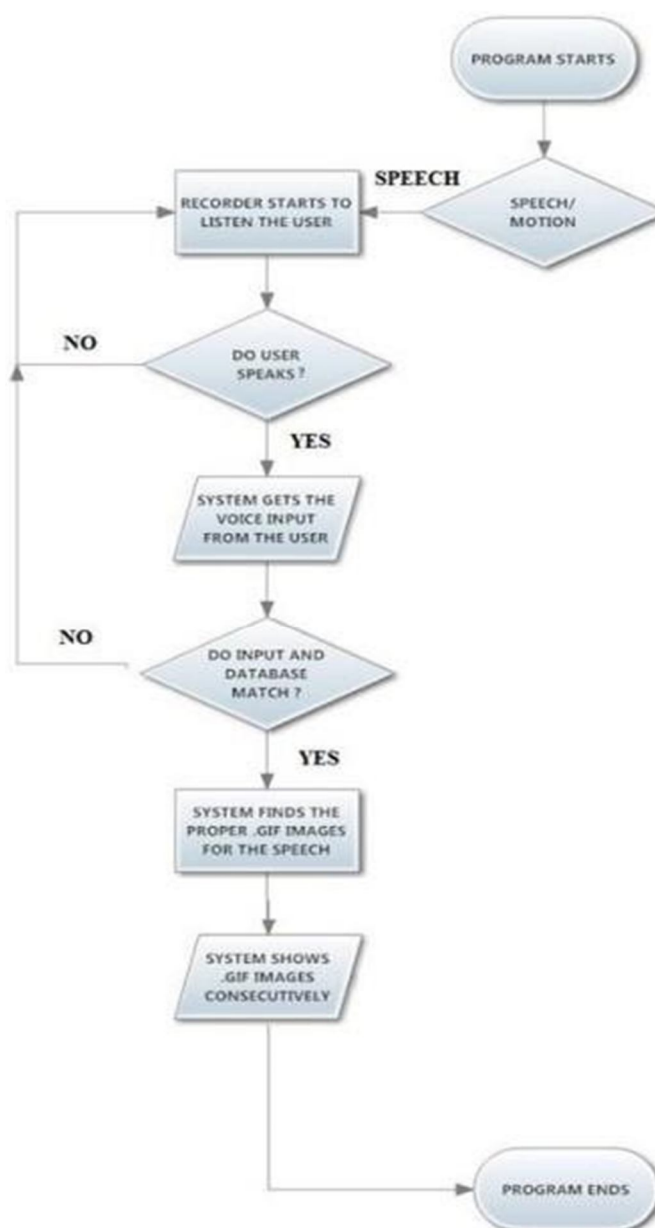 PROGRAM STARTS
SPEECH
SPEECH/
MOTION
RECORDER STARTS TO
LISTEN THE USER
NO
DO USER
SPEAKS ?
YES
SYSTEM GETS THE
VOICE INPUT
FROM THE USER
NO
DO INPUT AND
DATABASE
MATCH ?
YES
SYSTEM FINDS THE
PROPER .GIF IMAGES
FOR THE SPEECH
SYSTEM SHOWS
.GIF IMAGES
CONSECUTIVELY
PROGRAM ENDS